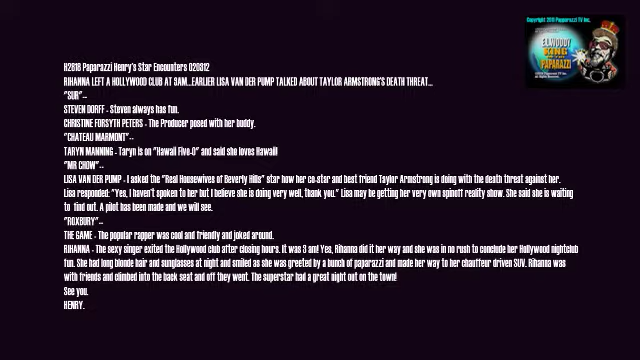 Copyright 2011 Papparazzi TV Inc.
E.L. WOODY
KING
OF THE
PAPARAZZI
H2818 Paparazzi Henry's Star Encounters 020312
RIHANNA LEFT A HOLLYWOOD CLUB AT 3AM...EARLIER LISA VAN DER PUMP TALKED ABOUT TAYLOR ARMSTRONG'S DEATH THREAT...
"SUR"--
STEVEN DORFF - Steven always has fun.
CHRISTINE FORSYTH PETERS - The Producer posed with her buddy.
"CHATEAU MARMONT"--
TARYN MANNING - Taryn is on "Hawaii Five-O" and said she loves Hawaii!
"MR CHOW"--
LISA VAN DER PUMP - I asked the "Real Housewives of Beverly Hills" star how her co-star and best friend Taylor Armstrong is doing with the death threat against her.
Lisa responded: "Yes, I haven't spoken to her but I believe she is doing very well, thank you." Lisa may be getting her very own spinoff reality show. She said she is waiting
to find out. A pilot has been made and we will see.
"ROXBURY"--
THE GAME - The popular rapper was cool and friendly and joked around.
RIHANNA - The sexy singer exited the Hollywood club after closing hours. It was 3 am! Yes, Rihanna did it her way and she was in no rush to conclude her Hollywood nightclub
fun. She had long blonde hair and sunglasses at night and smiled as she was greeted by a bunch of paparazzi and made her way to her chauffeur driven SUV. Rihanna was
with friends and climbed into the back seat and off they went. The superstar had a great night out on the town!
See you,
HENRY.